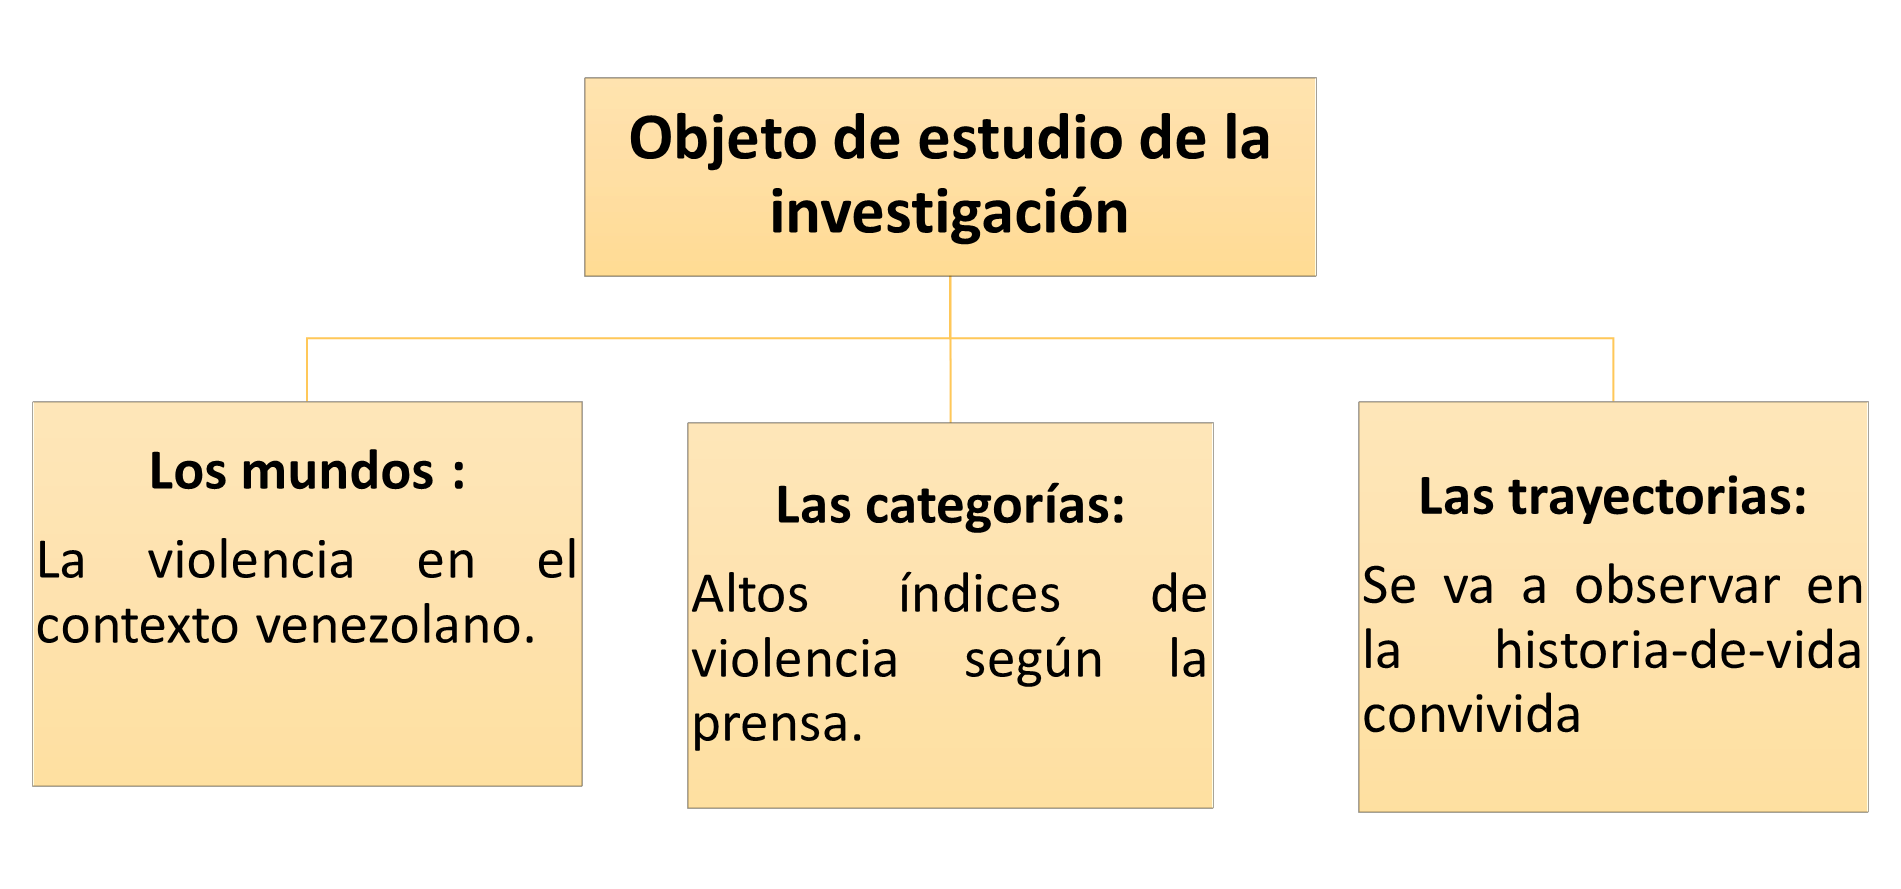 Objeto de estudio de la
investigación
Los mundos :
La violencia en el
contexto venezolano.
Las categorías:
Altos índices de
violencia según la
prensa.
Las trayectorias:
Se va a observar en
la historia-de-vida
convivida